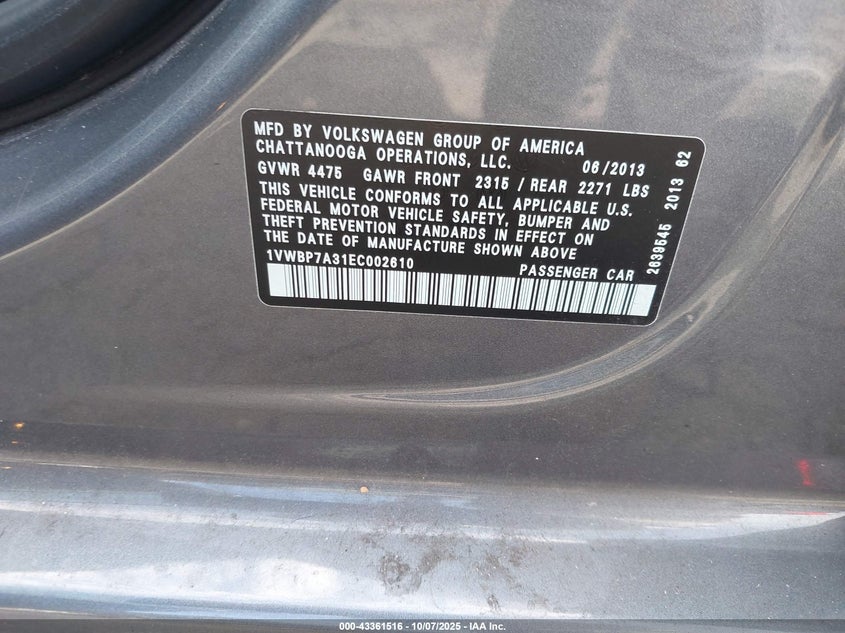 MFD BY VOLKSWAGEN GROUP OF AMERICA
CHATTANOOGA OPERATIONS, LLC. 06/2013
GVWR 4475 GAWR FRONT 2315 / REAR 2271 LBS
THIS VEHICLE CONFORMS TO ALL APPLICABLE U.S.
FEDERAL MOTOR VEHICLE SAFETY, BUMPER AND
THEFT PREVENTION STANDARDS IN EFFECT ON
THE DATE OF MANUFACTURE SHOWN ABOVE
1VWBP7A31EC002610 PASSENGER CAR
2639545 2013 62
000-43361516 - 10/07/2025 - IAA Inc.